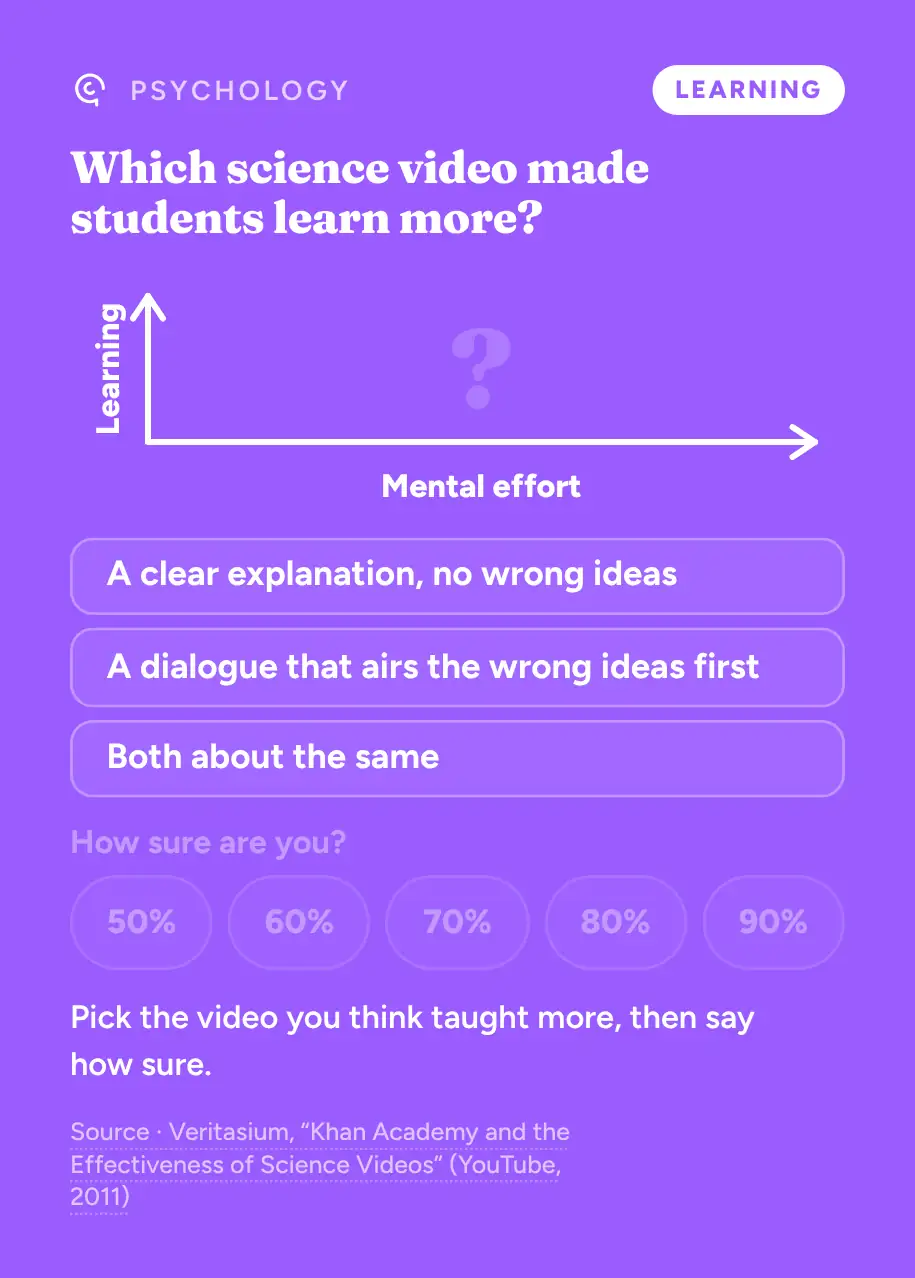 PSYCHOLOGY
LEARNING
Which science video made
students learn more?
Learning
?
Mental effort
A clear explanation, no wrong ideas
A dialogue that airs the wrong ideas first
Both about the same
How sure are you?
50% 60% 70% 80% 90%
Pick the video you think taught more, then say
how sure.
Source · Veritasium, “Khan Academy and the
Effectiveness of Science Videos” (YouTube,
2011)